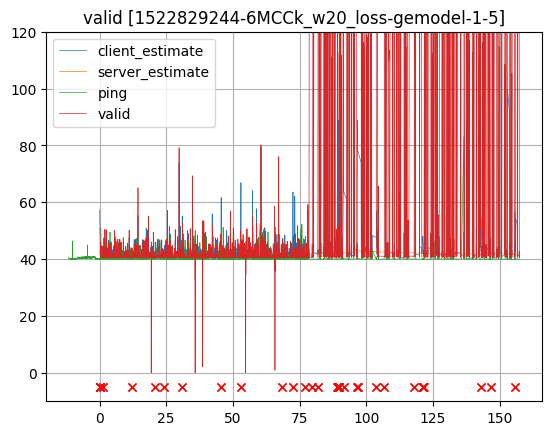 valid [1522829244-6MCCk_w20_loss-gemodel-1-5]
client_estimate
server_estimate
ping
valid
120
100
80
60
40
20
0
0 25 50 75 100 125 150